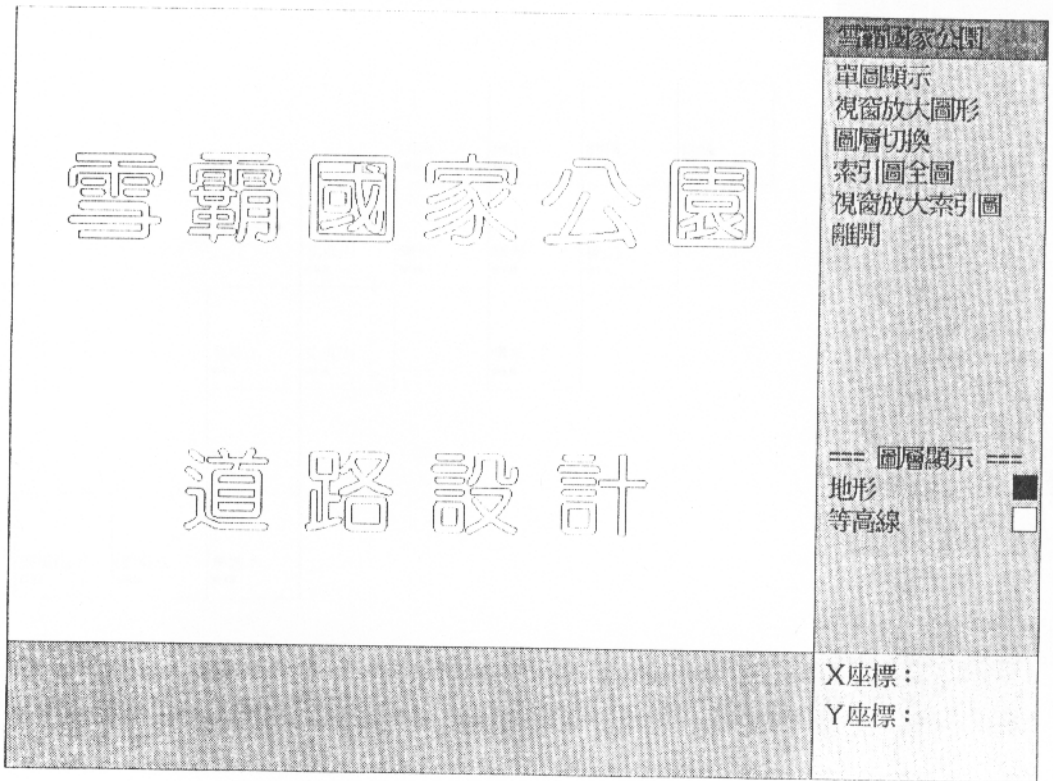 雪霸國家公園
道路設計
雪霸國家公園
單圖顯示
視窗放大圖形
圖層切換
索引圖全圖
視窗放大索引圖
離開
=== 圖層顯示 ===
地形
等高線
X座標：
Y座標：